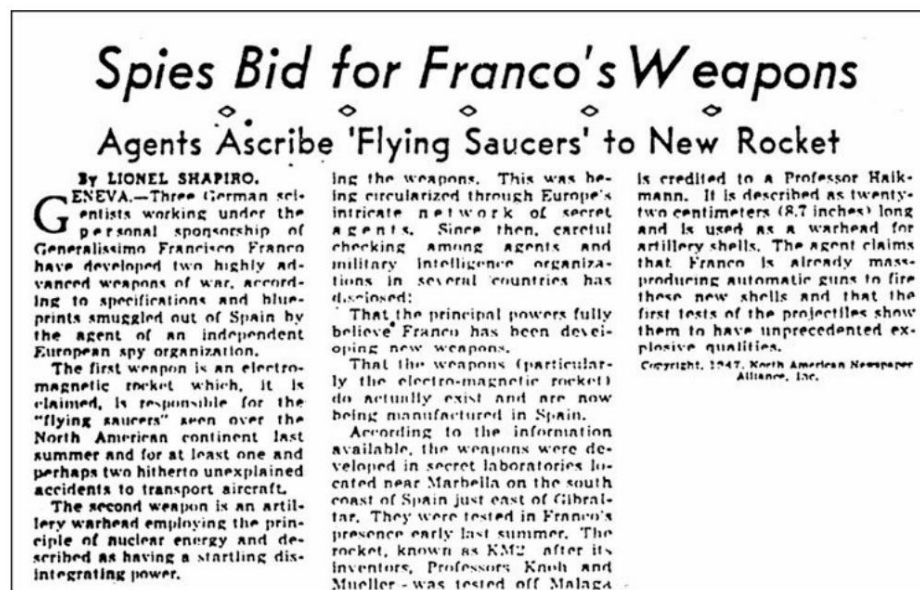 Spies Bid for Franco's Weapons
Agents Ascribe 'Flying Saucers' to New Rocket
By LIONEL SHAPIRO.
GENEVA.—Three German sci-
entists working under the
personal sponsorship of
Generalissimo Francisco Franco
have developed two highly ad-
vanced weapons of war, accord-
ing to specifications and blue-
prints smuggled out of Spain by
the agent of an independent
European spy organization.
The first weapon is an electro-
magnetic rocket which, it is
claimed, is responsible for the
"flying saucers" seen over the
North American continent last
summer and for at least one and
perhaps two hitherto unexplained
accidents to transport aircraft.
The second weapon is an artil-
lery warhead employing the prin-
ciple of nuclear energy and de-
scribed as having a startling dis-
integrating power.
ing the weapons. This was be-
ing circularized through Europe's
intricate network of secret
agents. Since then, careful
checking among agents and
military intelligence organiza-
tions in several countries has
disclosed:
That the principal powers fully
believe Franco has been devel-
oping new weapons.
That the weapons (particular-
ly the electro-magnetic rocket)
do actually exist and are now
being manufactured in Spain.
According to the information
available, the weapons were de-
veloped in secret laboratories lo-
cated near Marbella on the south
coast of Spain just east of Gibral-
tar. They were tested in Franco's
presence early last summer. The
rocket, known as KM2 after its
inventors, Professors Knoh and
Mueller - was tested off Malaga
is credited to a Professor Haik-
mann. It is described as twenty-
two centimeters (8.7 inches) long
and is used as a warhead for
artillery shells. The agent claims
that Franco is already mass-
producing automatic guns to fire
these new shells and that the
first tests of the projectiles show
them to have unprecedented ex-
plosive qualities.
Copyright, 1947, North American Newspaper
Alliance, Inc.